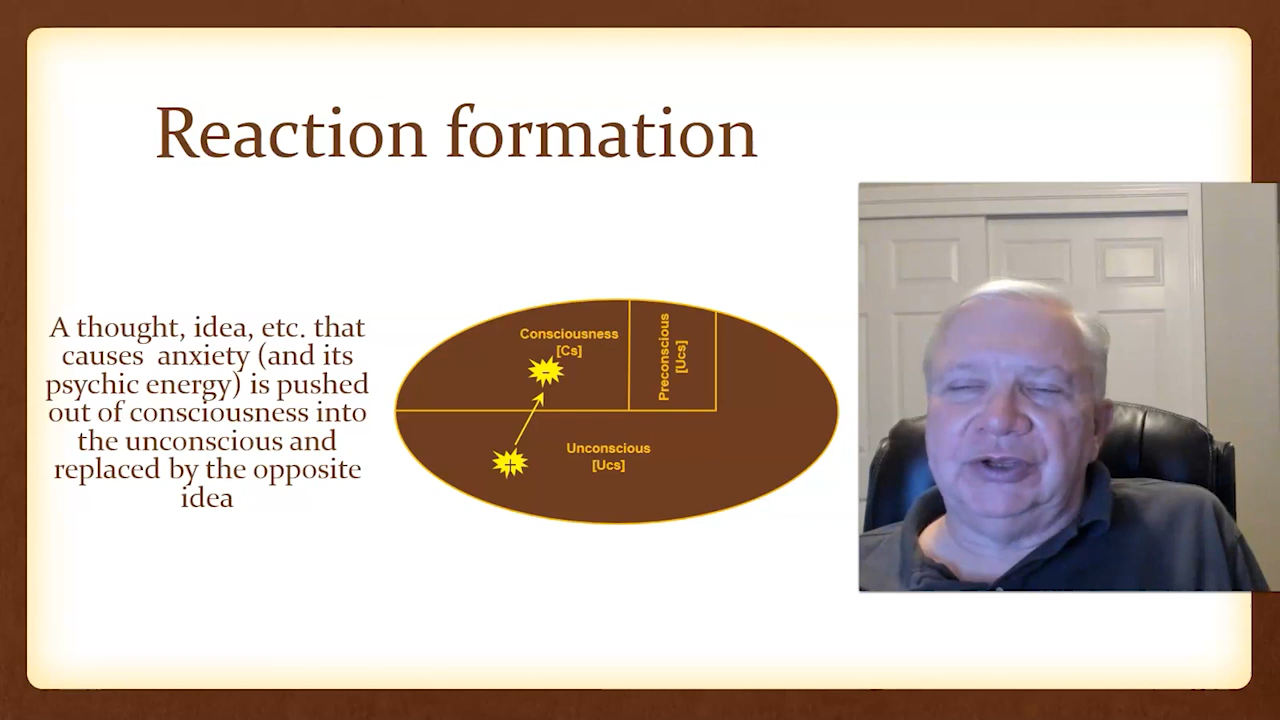 Reaction formation
A thought, idea, etc. that
causes anxiety (and its
psychic energy) is pushed
out of consciousness into
the unconscious and
replaced by the opposite
idea
Consciousness
[Cs]
-
Preconscious
[Ucs]
+
Unconscious
[Ucs]